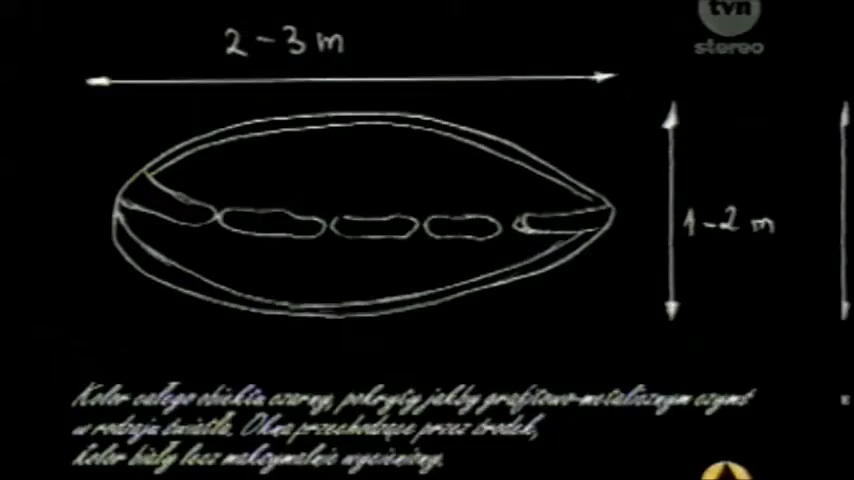 tvn
stereo
2-3 m
1-2 m
Kolor całego obiektu czarny, pokryty jakby grafitowo-metalicznym czymś
w rodzaju światła. Okna przechodzące przez środek,
kolor biały lecz maksymalnie wycieniony.